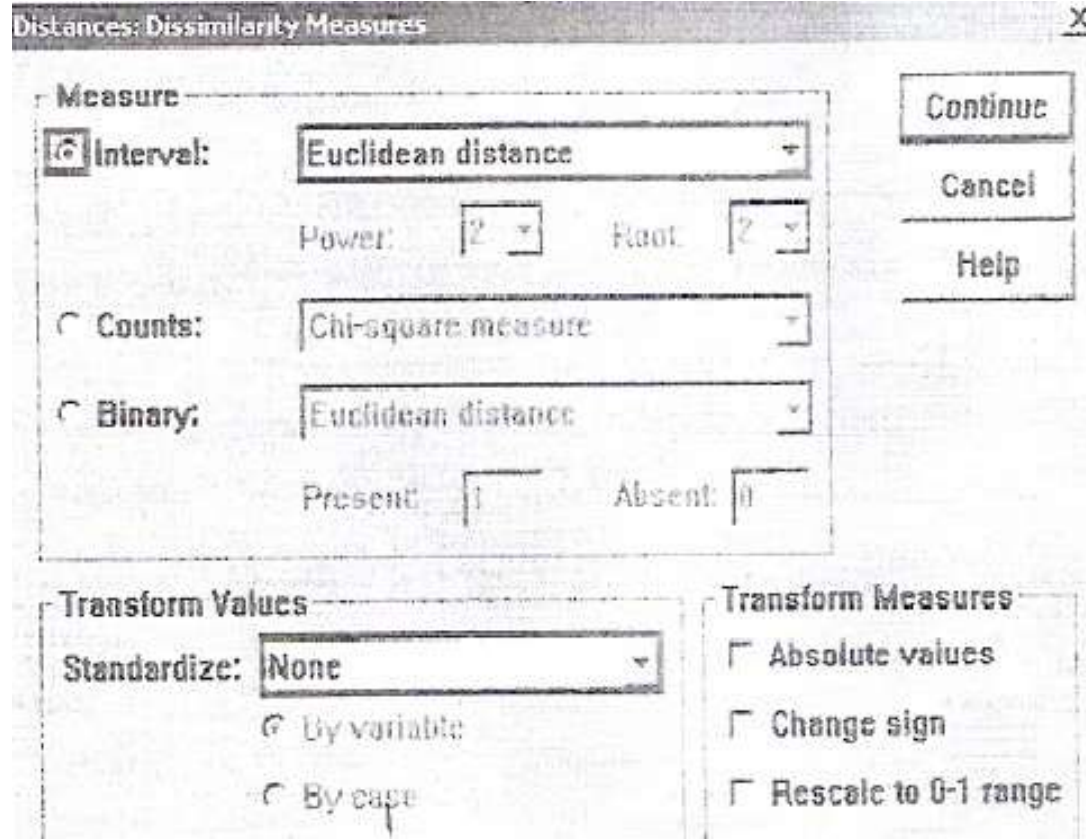 Distances: Dissimilarity Measures
Measure
Continue
Interval:
Euclidean distance
Cancel
Power: 2 Root: 2
Help
Counts:
Chi-square measure
Binary:
Euclidean distance
Present: 1 Absent: 0
Transform Values
Transform Measures
Standardize: None
Absolute values
By variable
Change sign
By case
Rescale to 0-1 range